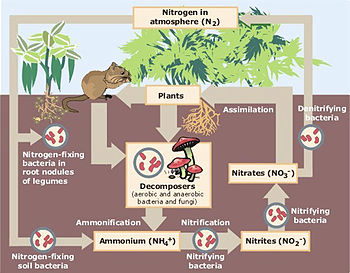 Nitrogen in
atmosphere (N₂)
Plants
Assimilation
Denitrifying
bacteria
Nitrogen-fixing
bacteria in
root nodules
of legumes
Decomposers
(aerobic and anaerobic
bacteria and fungi)
Nitrates (NO₃⁻)
Ammonification
Nitrification
Nitrifying
bacteria
Nitrogen-fixing
soil bacteria
Ammonium (NH₄⁺)
Nitrifying
bacteria
Nitrites (NO₂⁻)